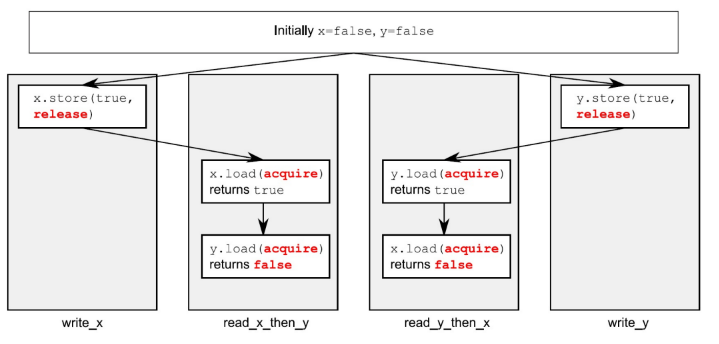 Initially x=false, y=false
x.store(true,
release)
y.store(true,
release)
x.load(acquire)
returns true
y.load(acquire)
returns true
y.load(acquire)
returns false
x.load(acquire)
returns false
write_x
read_x_then_y
read_y_then_x
write_y